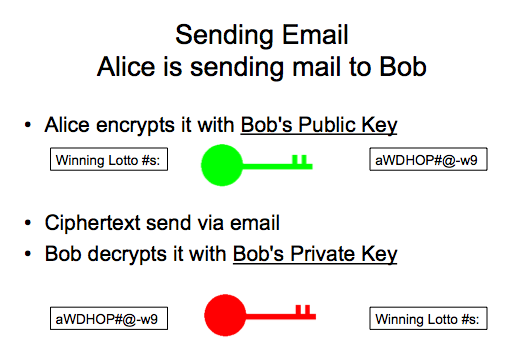 Sending Email
Alice is sending mail to Bob
• Alice encrypts it with Bob's Public Key
Winning Lotto #s:
aWDHOP#@-w9
• Ciphertext send via email
• Bob decrypts it with Bob's Private Key
aWDHOP#@-w9
Winning Lotto #s: